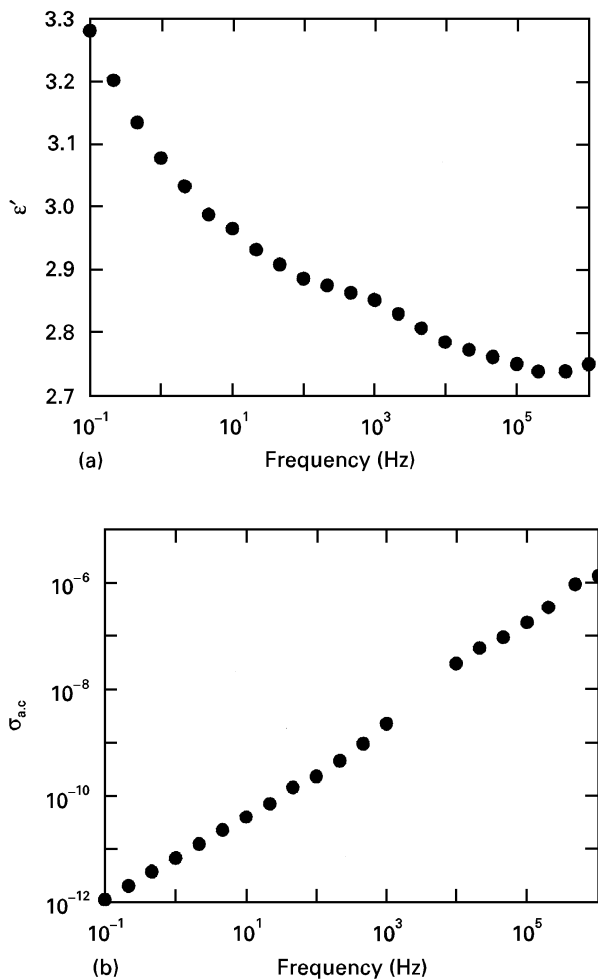 3.3
3.2
3.1
3.0
2.9
2.8
2.7
ε′
10⁻¹ 10¹ 10³ 10⁵
(a) Frequency (Hz)
10⁻⁶
10⁻⁸
10⁻¹⁰
10⁻¹²
σa.c
10⁻¹ 10¹ 10³ 10⁵
(b) Frequency (Hz)